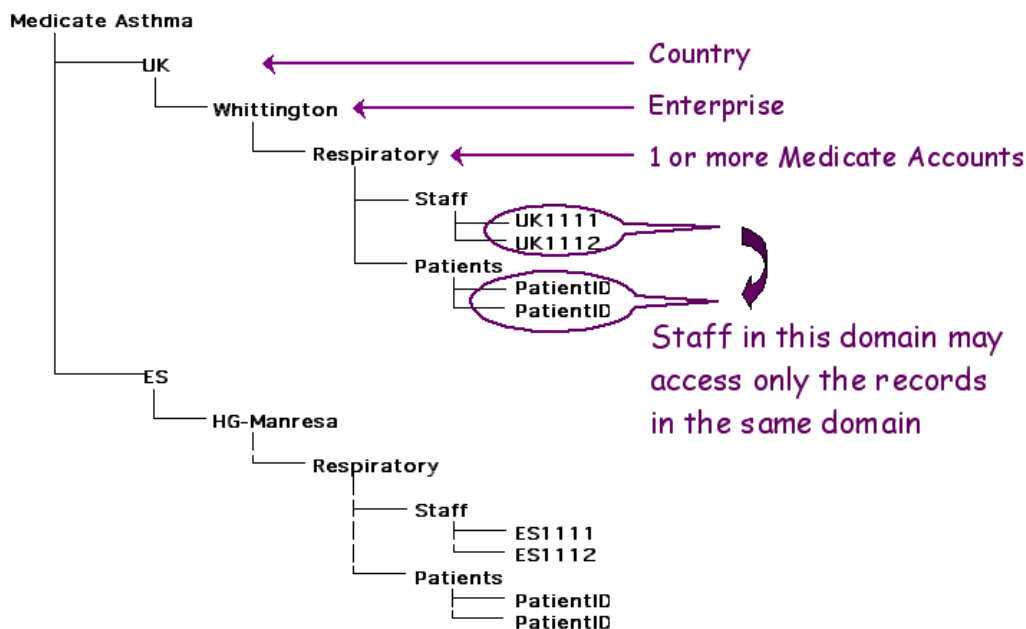 Medicate Asthma
UK
Country
Whittington
Enterprise
Respiratory
1 or more Medicate Accounts
Staff
UK1111
UK1112
Patients
PatientID
PatientID
Staff in this domain may
access only the records
in the same domain
ES
HG-Manresa
Respiratory
Staff
ES1111
ES1112
Patients
PatientID
PatientID